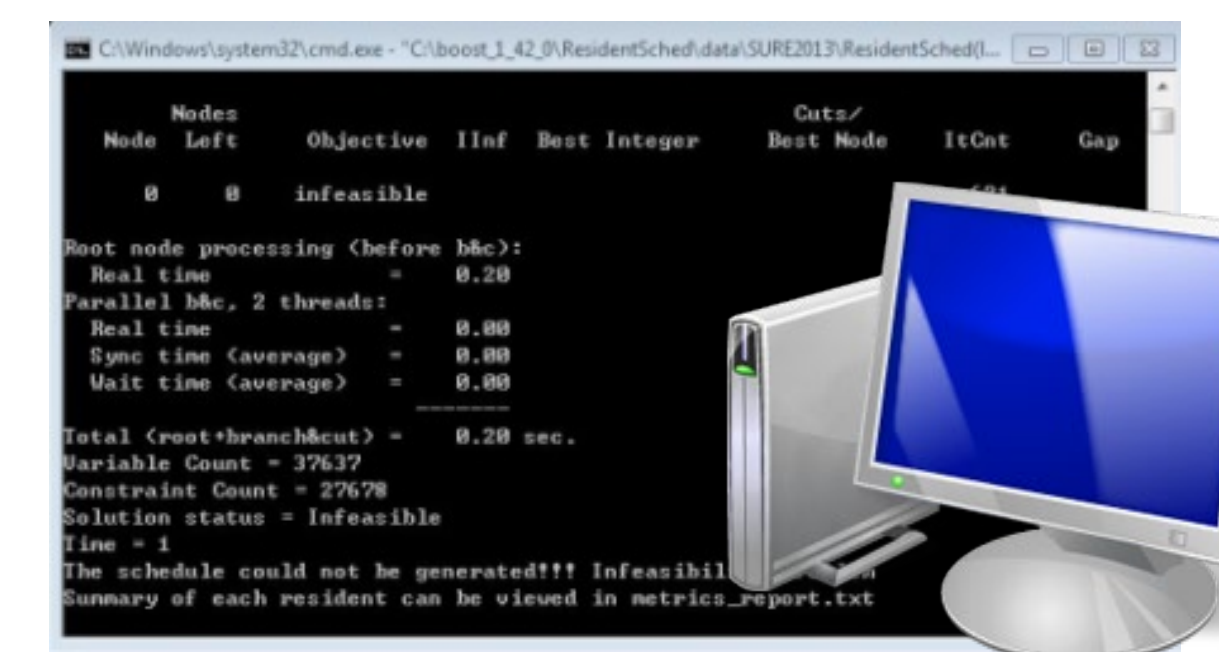 C:\Windows\system32\cmd.exe - "C:\boost_1_42_0\ResidentSched\data\SURE2013\ResidentSched(I...
Nodes Cuts/
Node Left Objective IInf Best Integer Best Node ItCnt Gap
0 0 infeasible
Root node processing (before b&c):
Real time = 0.20
Parallel b&c, 2 threads:
Real time = 0.00
Sync time (average) = 0.00
Wait time (average) = 0.00
-------
Total (root+branch&cut) = 0.20 sec.
Variable Count = 37637
Constraint Count = 27678
Solution status = Infeasible
Time = 1
The schedule could not be generated!!! Infeasibil
Summary of each resident can be viewed in metrics_report.txt